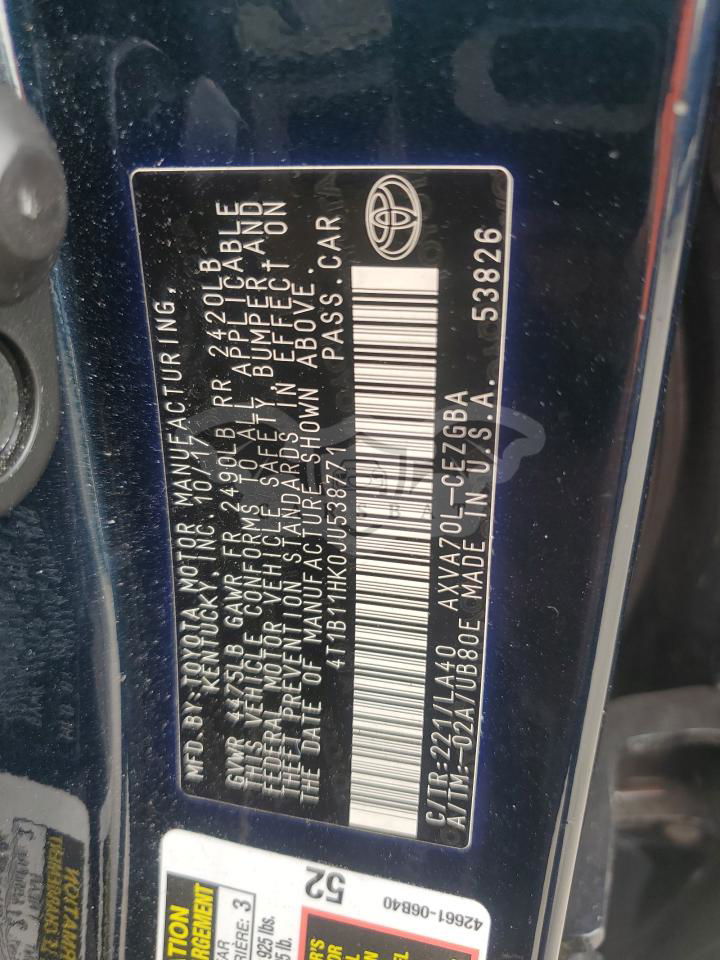 MFD.BY:TOYOTA MOTOR MANUFACTURING,
KENTUCKY, INC 10/17
GVWR 4475LB GAWR FR 2490LB RR 2420LB
THIS VEHICLE CONFORMS TO ALL APPLICABLE
FEDERAL MOTOR VEHICLE SAFETY, BUMPER AND
THEFT PREVENTION STANDARDS IN EFFECT ON
THE DATE OF MANUFACTURE SHOWN ABOVE.
4T1B11HK0JU538771 PASS.CAR
C/TR:221/LA40 AXVA70L-CEZGBA
A/TM:-02A/UB80E MADE IN U.S.A. 53826
52
42661-06B40
3
925 lbs.